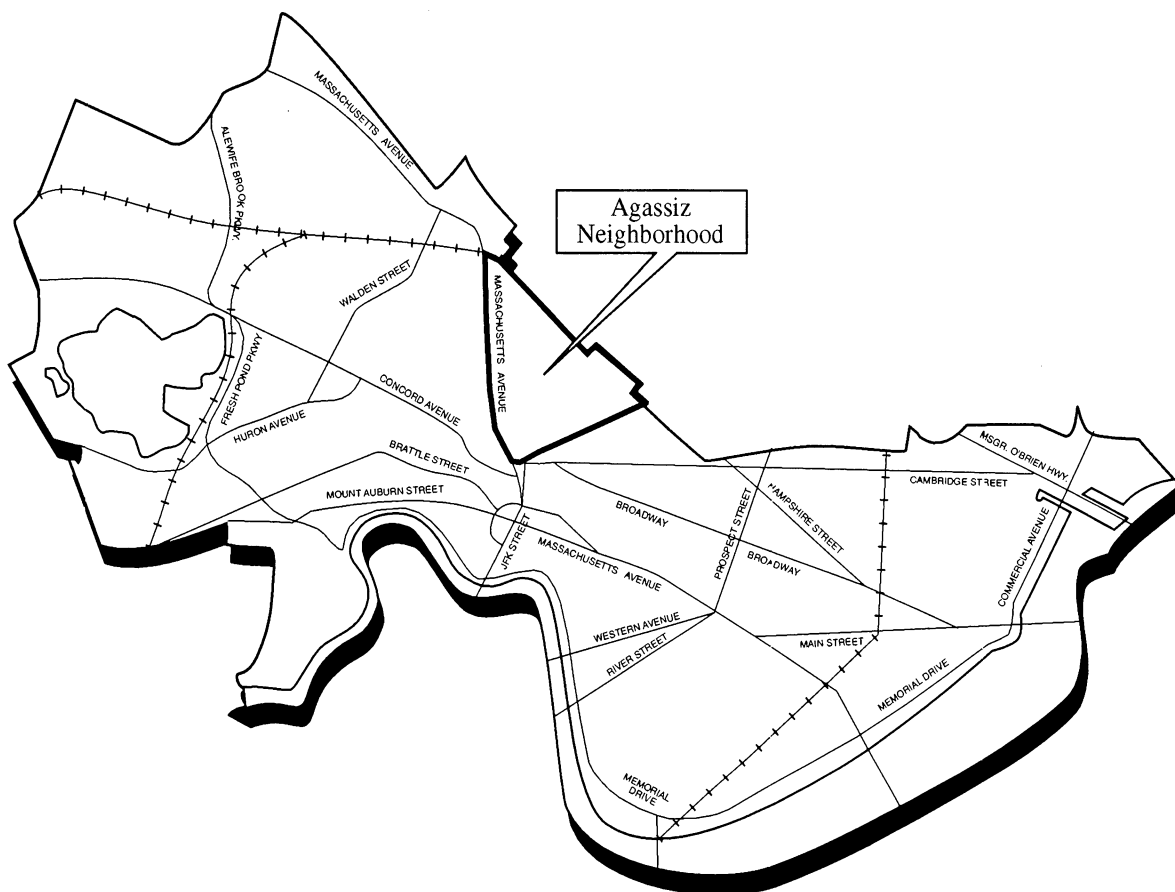 MASSACHUSETTS AVENUE
ALEWIFE BROOK PKWY.
Agassiz
Neighborhood
WALDEN STREET
MASSACHUSETTS AVENUE
FRESH POND PKWY
CONCORD AVENUE
HURON AVENUE
BRATTLE STREET
MOUNT AUBURN STREET
MSGR. O'BRIEN HWY.
CAMBRIDGE STREET
HAMPSHIRE STREET
PROSPECT STREET
BROADWAY
BROADWAY
COMMERCIAL AVENUE
JFK STREET
MASSACHUSETTS AVENUE
WESTERN AVENUE
RIVER STREET
MAIN STREET
MEMORIAL DRIVE
MEMORIAL
DRIVE